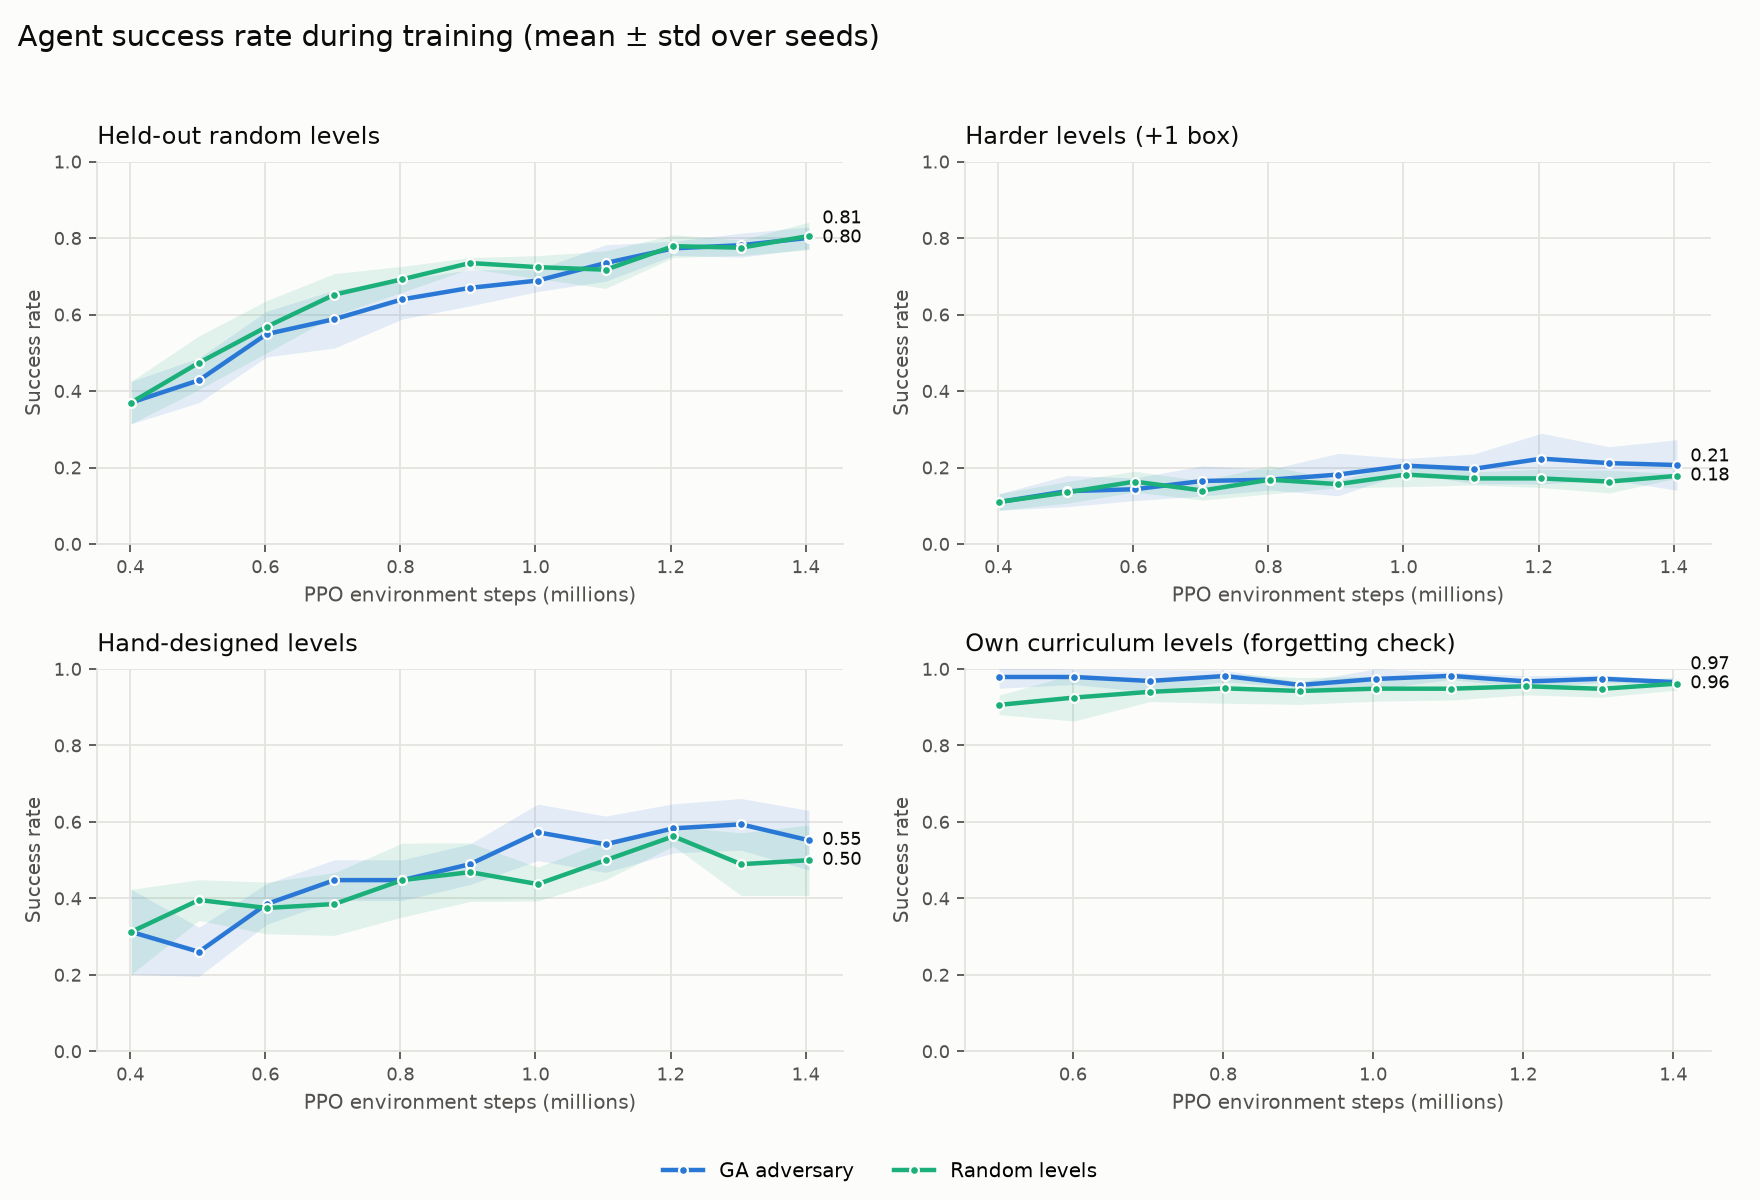 Agent success rate during training (mean ± std over seeds)
Held-out random levels
1.0
0.8
0.6
0.4
0.2
0.0
Success rate
0.81
0.80
0.4 0.6 0.8 1.0 1.2 1.4
PPO environment steps (millions)
Harder levels (+1 box)
1.0
0.8
0.6
0.4
0.2
0.0
Success rate
0.21
0.18
0.4 0.6 0.8 1.0 1.2 1.4
PPO environment steps (millions)
Hand-designed levels
1.0
0.8
0.6
0.4
0.2
0.0
Success rate
0.55
0.50
0.4 0.6 0.8 1.0 1.2 1.4
PPO environment steps (millions)
Own curriculum levels (forgetting check)
1.0
0.8
0.6
0.4
0.2
0.0
Success rate
0.97
0.96
0.6 0.8 1.0 1.2 1.4
PPO environment steps (millions)
GA adversary Random levels